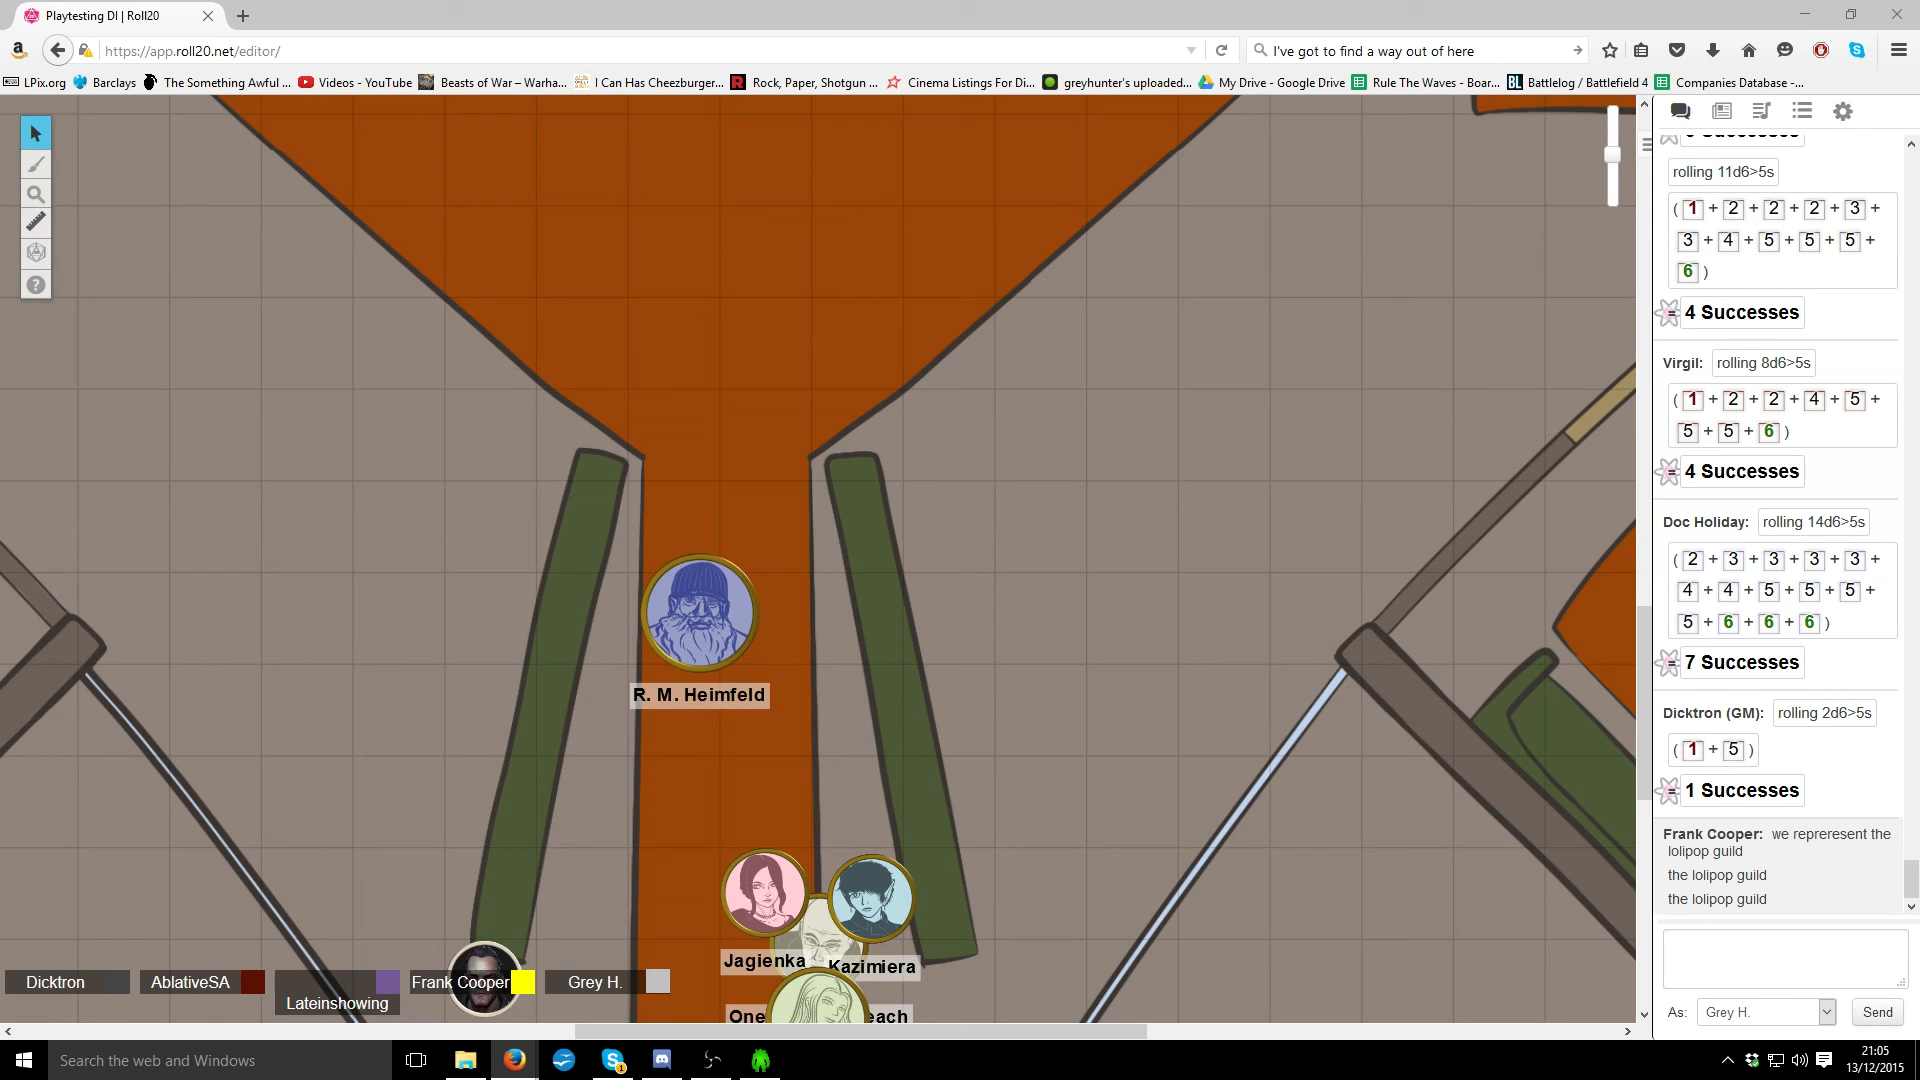 Playtesting DI | Roll20
https://app.roll20.net/editor/
I've got to find a way out of here
LPix.org
Barclays
The Something Awful ...
Videos - YouTube
Beasts of War – Warha...
I Can Has Cheezburger...
Rock, Paper, Shotgun ...
Cinema Listings For Di...
greyhunter's uploaded...
My Drive - Google Drive
Rule The Waves - Boar...
BL Battlelog / Battlefield 4
Companies Database -...
rolling 11d6>5s
( 1 + 2 + 2 + 2 + 3 +
3 + 4 + 5 + 5 + 5 +
6 )
= 4 Successes
Virgil: rolling 8d6>5s
( 1 + 2 + 2 + 4 + 5 +
5 + 5 + 6 )
= 4 Successes
Doc Holiday: rolling 14d6>5s
( 2 + 3 + 3 + 3 + 3 +
4 + 4 + 5 + 5 + 5 +
5 + 6 + 6 + 6 )
= 7 Successes
Dicktron (GM): rolling 2d6>5s
( 1 + 5 )
= 1 Successes
Frank Cooper: we repreresent the
lolipop guild
the lolipop guild
the lolipop guild
As: Grey H.
Send
R. M. Heimfeld
Jagienka
Kazimiera
One
each
Dicktron
AblativeSA
Lateinshowing
Frank Cooper
Grey H.
Search the web and Windows
1
21:05
13/12/2015